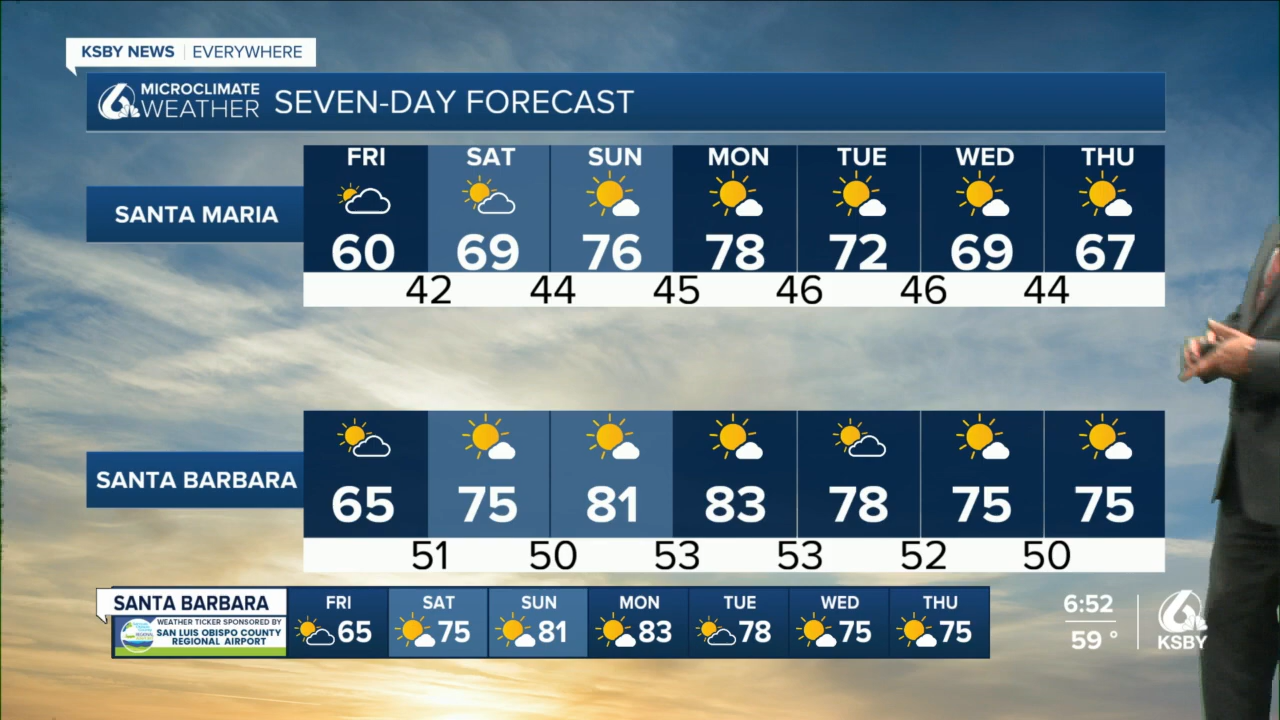 KSBY NEWS | EVERYWHERE
6 MICROCLIMATE WEATHER SEVEN-DAY FORECAST
FRI SAT SUN MON TUE WED THU
SANTA MARIA
60 69 76 78 72 69 67
42 44 45 46 46 44
SANTA BARBARA
65 75 81 83 78 75 75
51 50 53 53 52 50
SANTA BARBARA
WEATHER TICKER SPONSORED BY
SAN LUIS OBISPO COUNTY
REGIONAL AIRPORT
FRI SAT SUN MON TUE WED THU
65 75 81 83 78 75 75
6:52
59 °
6
KSBY